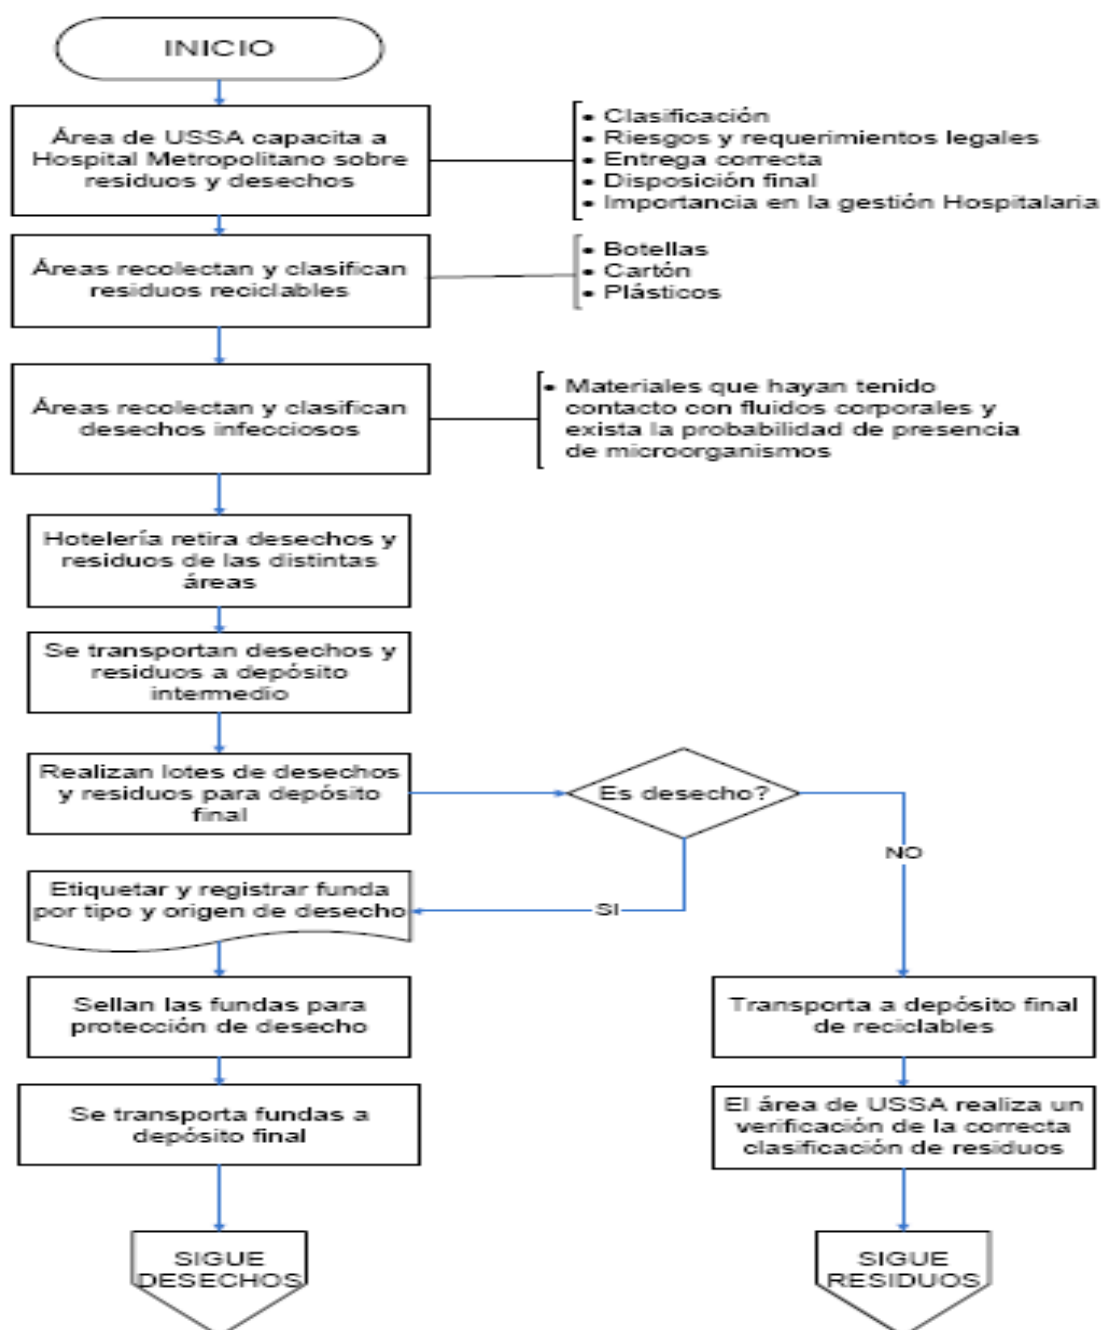 INICIO
Área de USSA capacita a
Hospital Metropolitano sobre
residuos y desechos
• Clasificación
• Riesgos y requerimientos legales
• Entrega correcta
• Disposición final
• Importancia en la gestión Hospitalaria
Áreas recolectan y clasifican
residuos reciclables
• Botellas
• Cartón
• Plásticos
Áreas recolectan y clasifican
desechos infecciosos
• Materiales que hayan tenido
contacto con fluidos corporales y
exista la probabilidad de presencia
de microorganismos
Hotelería retira desechos y
residuos de las distintas
áreas
Se transportan desechos y
residuos a depósito
intermedio
Realizan lotes de desechos
y residuos para depósito
final
Es desecho?
NO
SI
Etiquetar y registrar funda
por tipo y origen de desecho
Sellan las fundas para
protección de desecho
Transporta a depósito final
de reciclables
Se transporta fundas a
depósito final
El área de USSA realiza un
verificación de la correcta
clasificación de residuos
SIGUE
DESECHOS
SIGUE
RESIDUOS